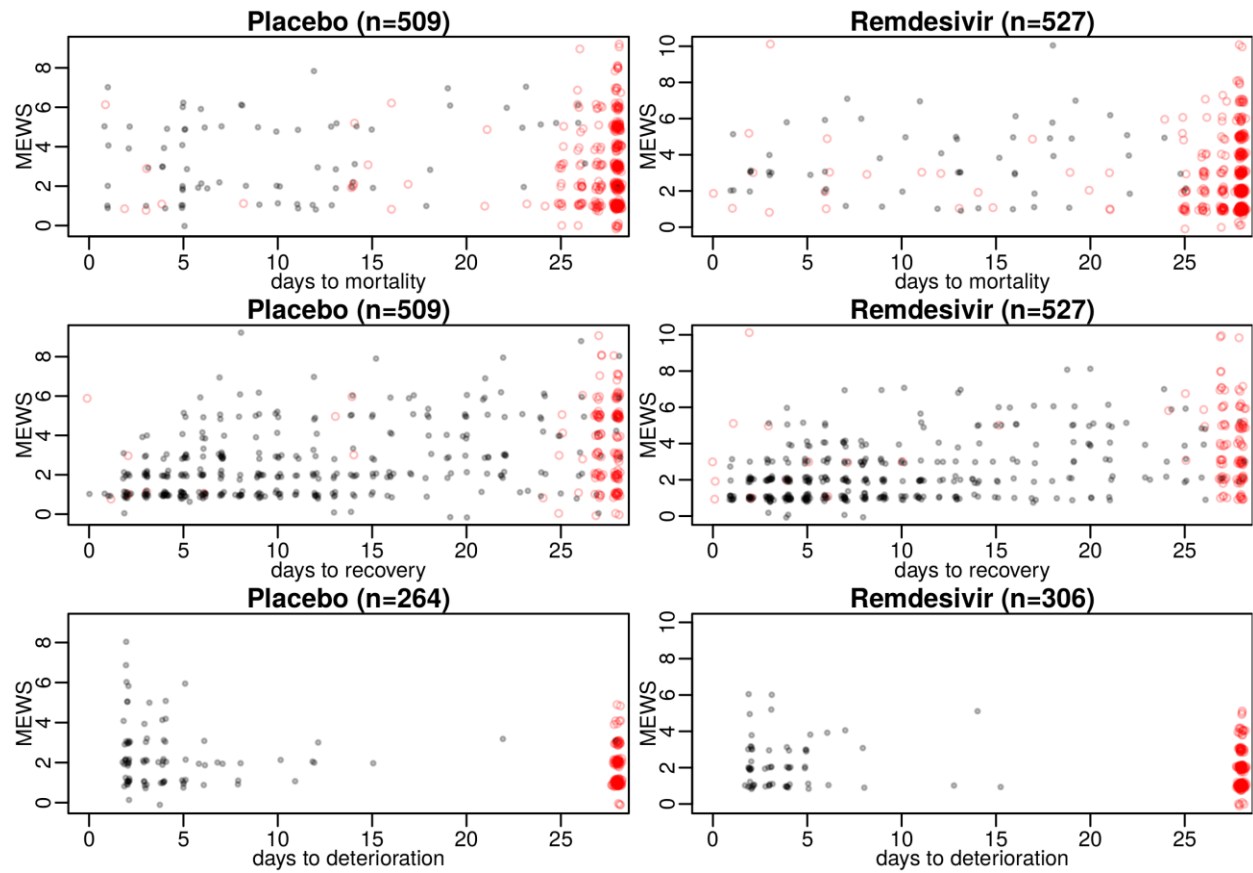 Placebo (n=509)
Remdesivir (n=527)
MEWS
0 2 4 6 8
0 5 10 15 20 25
days to mortality
MEWS
0 2 4 6 8 10
0 5 10 15 20 25
days to mortality
Placebo (n=509)
Remdesivir (n=527)
MEWS
0 2 4 6 8
0 5 10 15 20 25
days to recovery
MEWS
0 2 4 6 8 10
0 5 10 15 20 25
days to recovery
Placebo (n=264)
Remdesivir (n=306)
MEWS
0 2 4 6 8
0 5 10 15 20 25
days to deterioration
MEWS
0 2 4 6 8 10
0 5 10 15 20 25
days to deterioration